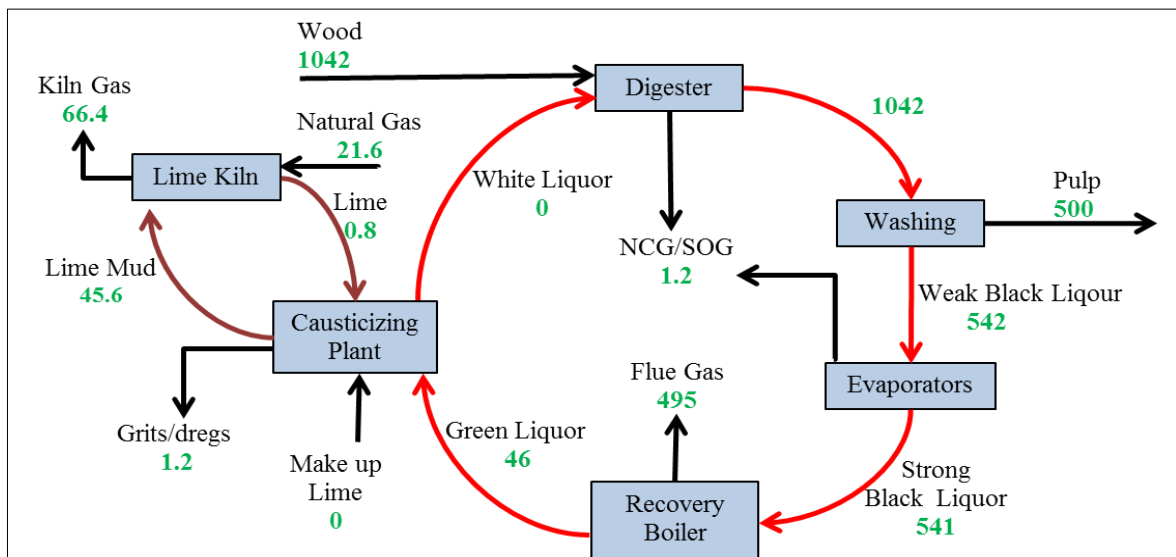 Wood
1042
Digester
1042
Kiln Gas
66.4
Natural Gas
21.6
Lime Kiln
Lime
0.8
White Liquor
0
Washing
Pulp
500
Lime Mud
45.6
NCG/SOG
1.2
Weak Black Liqour
542
Causticizing
Plant
Evaporators
Flue Gas
495
Grits/dregs
1.2
Make up
Lime
0
Green Liquor
46
Strong
Black Liquor
541
Recovery
Boiler